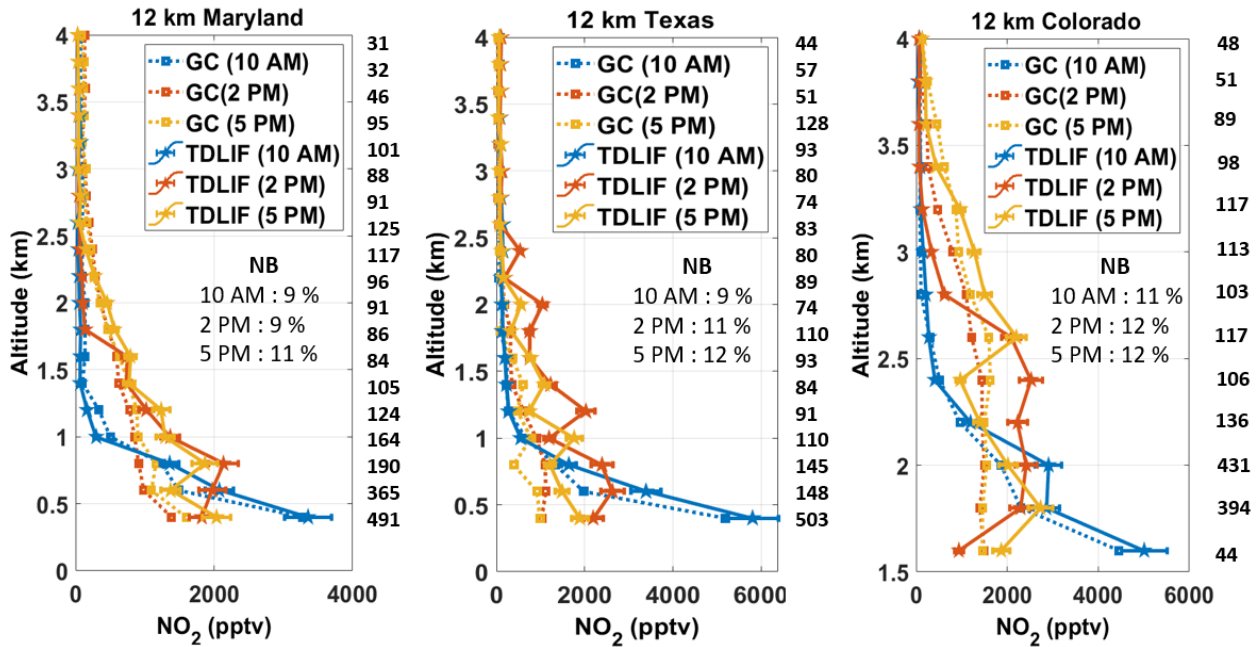 12 km Maryland
4
3.5
3
2.5
2
1.5
1
0.5
0
Altitude (km)
GC (10 AM)
GC(2 PM)
GC (5 PM)
TDLIF (10 AM)
TDLIF (2 PM)
TDLIF (5 PM)
NB
10 AM : 9 %
2 PM : 9 %
5 PM : 11 %
31
32
46
95
101
88
91
125
117
96
91
86
84
105
124
164
190
365
491
0
2000
4000
NO2 (pptv)
12 km Texas
4
3.5
3
2.5
2
1.5
1
0.5
0
Altitude (km)
GC (10 AM)
GC(2 PM)
GC (5 PM)
TDLIF (10 AM)
TDLIF (2 PM)
TDLIF (5 PM)
NB
10 AM : 9 %
2 PM : 11 %
5 PM : 12 %
44
57
51
128
93
80
74
83
80
89
74
110
93
84
91
110
145
148
503
0
2000
4000
6000
NO2 (pptv)
12 km Colorado
4
3.5
3
2.5
2
1.5
Altitude (km)
GC (10 AM)
GC(2 PM)
GC (5 PM)
TDLIF (10 AM)
TDLIF (2 PM)
TDLIF (5 PM)
NB
10 AM : 11 %
2 PM : 12 %
5 PM : 12 %
48
51
89
98
117
113
103
117
106
136
431
394
44
0
2000
4000
6000
NO2 (pptv)